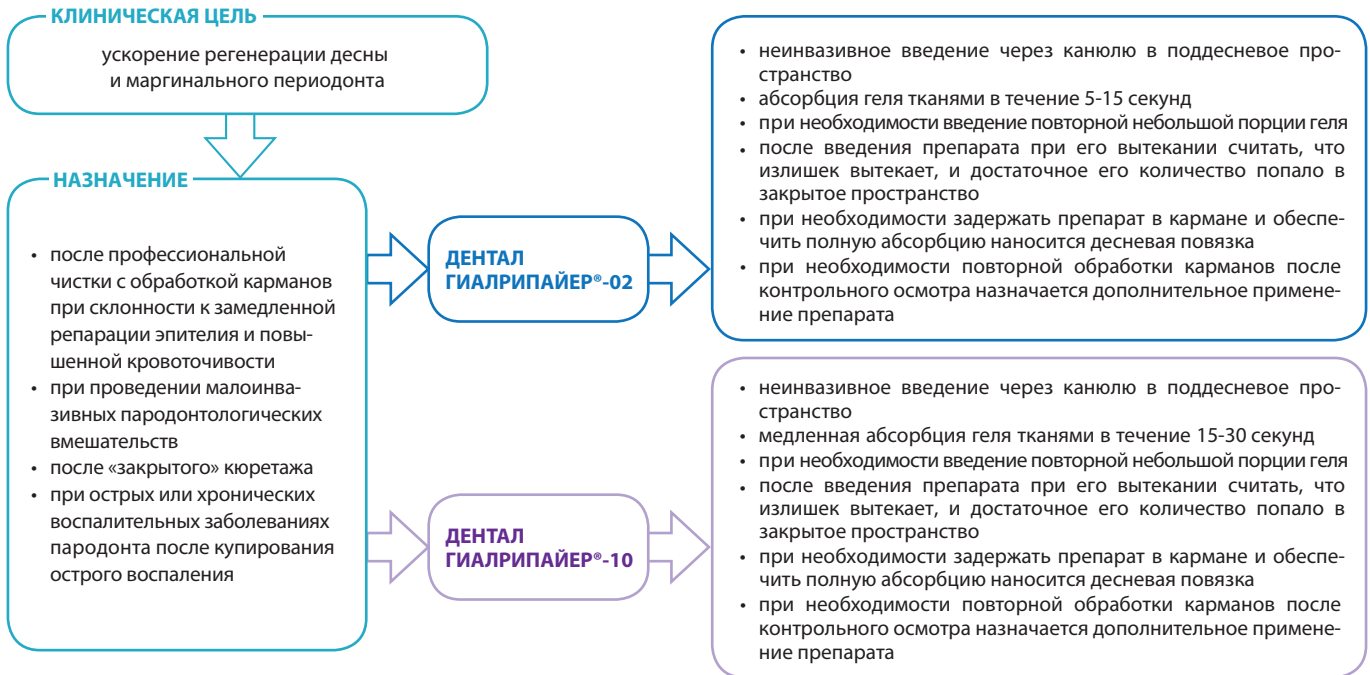 КЛИНИЧЕСКАЯ ЦЕЛЬ
ускорение регенерации десны
и маргинального периодонта
НАЗНАЧЕНИЕ
• после профессиональной
чистки с обработкой карманов
при склонности к замедленной
репарации эпителия и повы-
шенной кровоточивости
• при проведении малоинва-
зивных пародонтологических
вмешательств
• после «закрытого» кюретажа
• при острых или хронических
воспалительных заболеваниях
пародонта после купирования
острого воспаления
ДЕНТАЛ
ГИАЛРИПАЙЕР®-02
• неинвазивное введение через канюлю в поддесневое про-
странство
• абсорбция геля тканями в течение 5-15 секунд
• при необходимости введение повторной небольшой порции геля
• после введения препарата при его вытекании считать, что
излишек вытекает, и достаточное его количество попало в
закрытое пространство
• при необходимости задержать препарат в кармане и обеспе-
чить полную абсорбцию наносится десневая повязка
• при необходимости повторной обработки карманов после
контрольного осмотра назначается дополнительное примене-
ние препарата
ДЕНТАЛ
ГИАЛРИПАЙЕР®-10
• неинвазивное введение через канюлю в поддесневое про-
странство
• медленная абсорбция геля тканями в течение 15-30 секунд
• при необходимости введение повторной небольшой порции геля
• после введения препарата при его вытекании считать, что
излишек вытекает, и достаточное его количество попало в
закрытое пространство
• при необходимости задержать препарат в кармане и обеспе-
чить полную абсорбцию наносится десневая повязка
• при необходимости повторной обработки карманов после
контрольного осмотра назначается дополнительное примене-
ние препарата